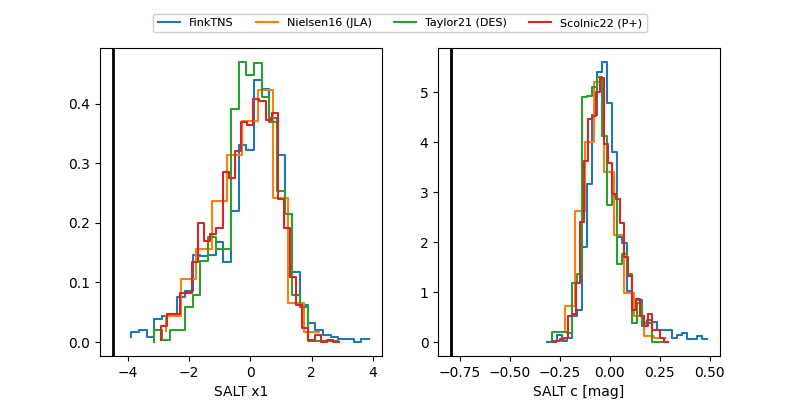 FinkTNS Nielsen16 (JLA) Taylor21 (DES) Scolnic22 (P+)
0.4
0.3
0.2
0.1
0.0
−4 −2 0 2 4
SALT x1
5
4
3
2
1
0
−0.75 −0.50 −0.25 0.00 0.25 0.50
SALT c [mag]